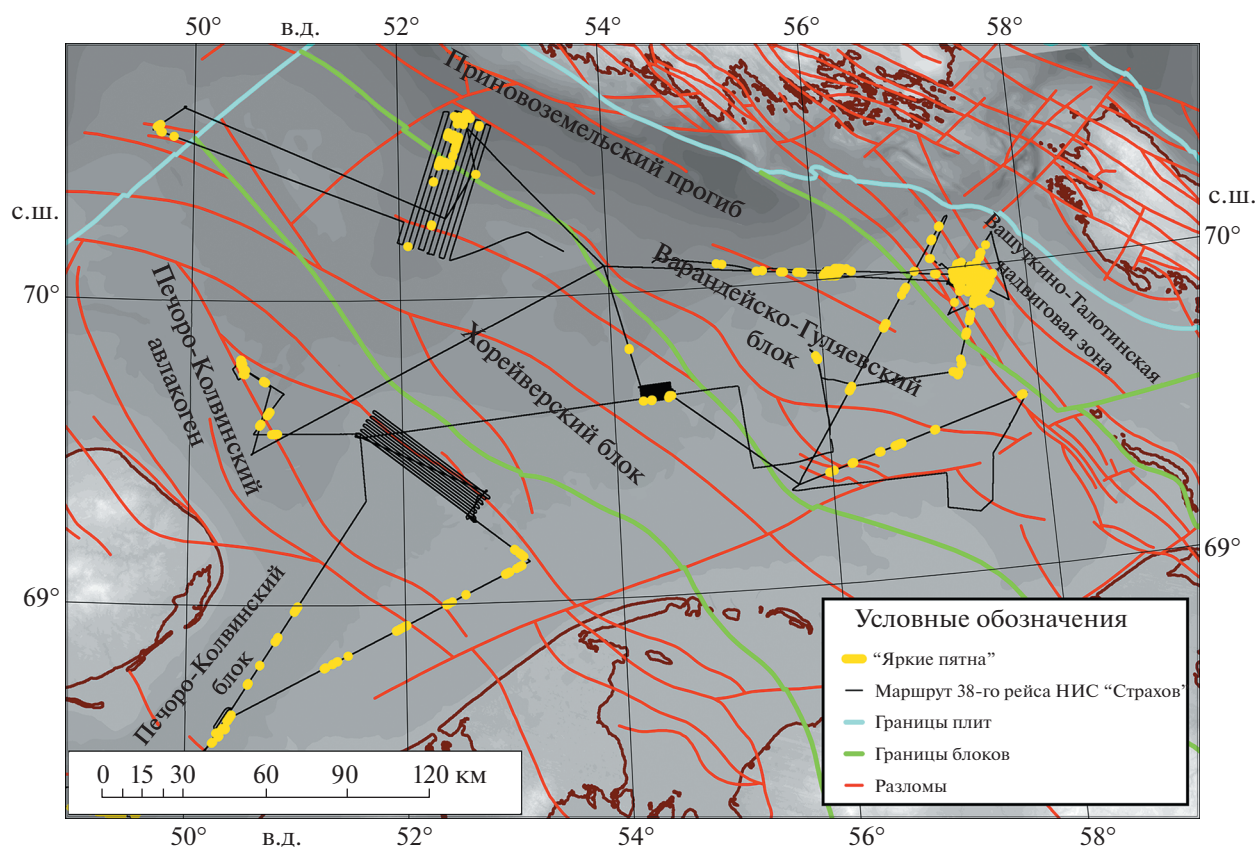 50° в.д. 52° 54° 56° 58°
с.ш.
с.ш.
70°
70°
69°
69°
Приновоземельский прогиб
Варандейско-Гуляевский
блок
Вашуткино-Талотинская
надвиговая зона
Печоро-Колвинский
авлакоген
Хорейверский блок
Печоро-Колвинский
блок
Условные обозначения
“Яркие пятна”
Маршрут 38-го рейса НИС “Страхов”
Границы плит
Границы блоков
Разломы
0 15 30 60 90 120 км
50° в.д. 52° 54° 56° 58°